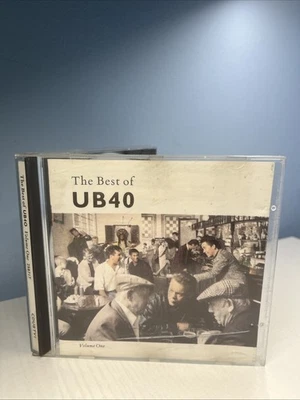 The Best of
UB40
Volume One
The Best of UB40 Volume One